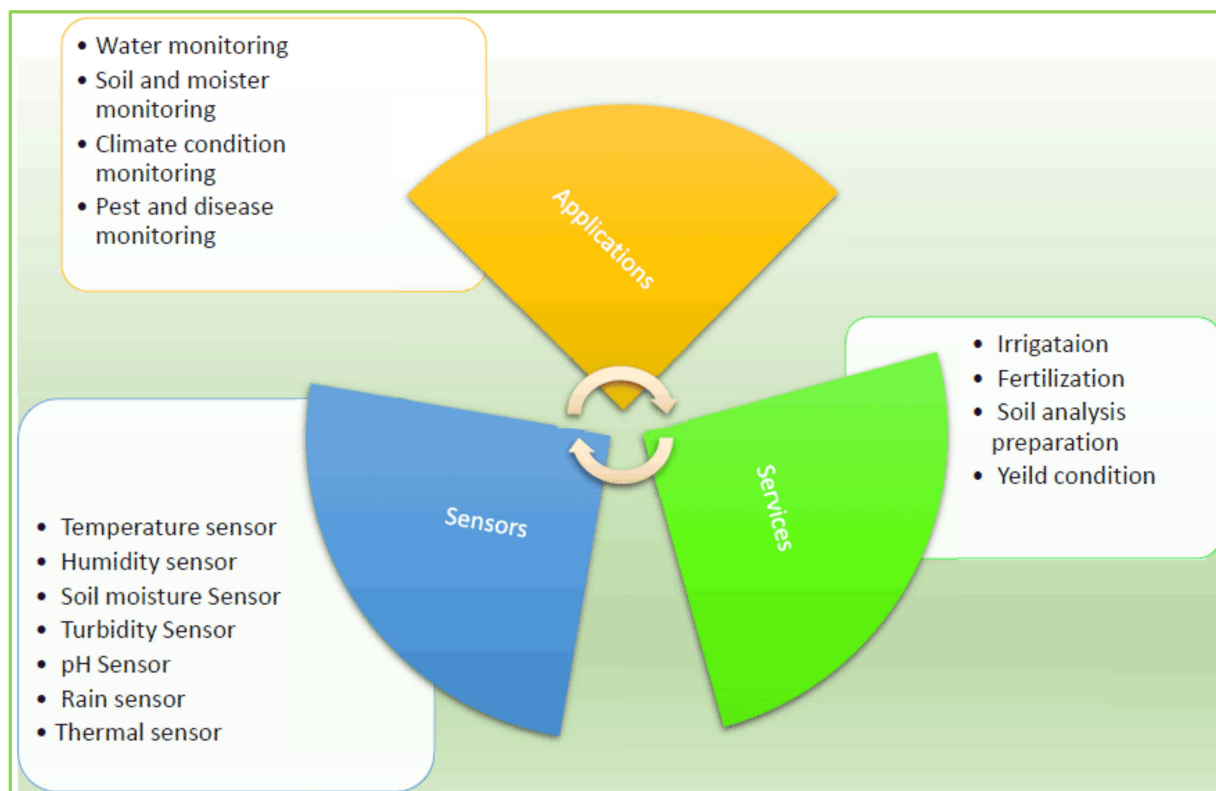 • Water monitoring
• Soil and moister
monitoring
• Climate condition
monitoring
• Pest and disease
monitoring
Applications
• Irrigataion
• Fertilization
• Soil analysis
preparation
• Yeild condition
Services
Sensors
• Temperature sensor
• Humidity sensor
• Soil moisture Sensor
• Turbidity Sensor
• pH Sensor
• Rain sensor
• Thermal sensor